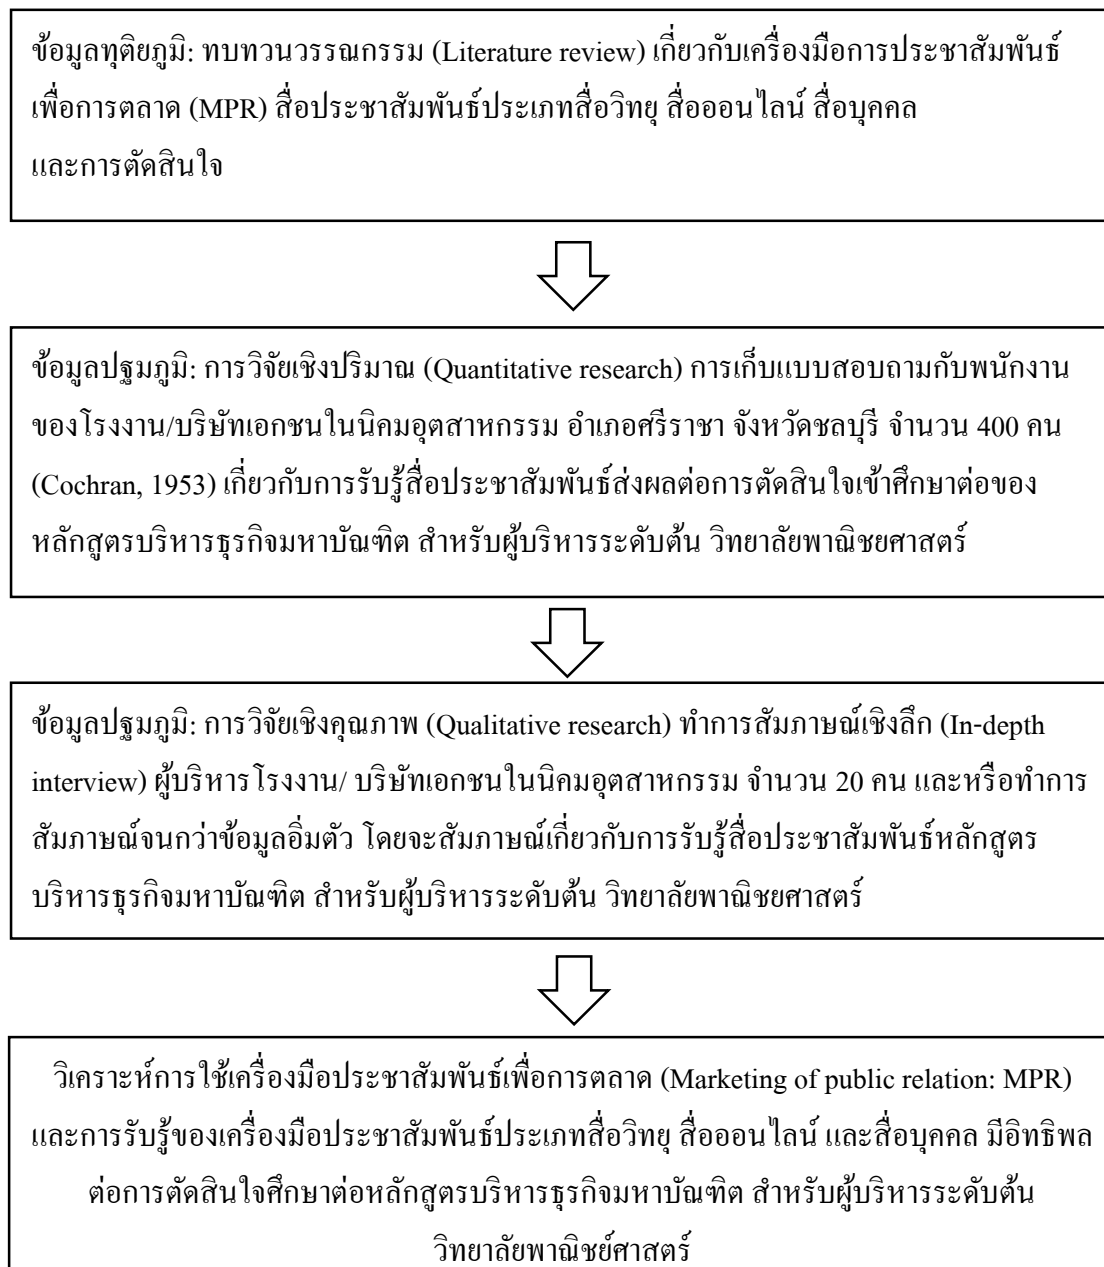 ข้อมูลทุติยภูมิ: ทบทวนวรรณกรรม (Literature review) เกี่ยวกับเครื่องมือการประชาสัมพันธ์
เพื่อการตลาด (MPR) สื่อประชาสัมพันธ์ประเภทสื่อวิทยุ สื่อออนไลน์ สื่อบุคคล
และการตัดสินใจ
ข้อมูลปฐมภูมิ: การวิจัยเชิงปริมาณ (Quantitative research) การเก็บแบบสอบถามกับพนักงาน
ของโรงงาน/บริษัทเอกชนในนิคมอุตสาหกรรม อำเภอศรีราชา จังหวัดชลบุรี จำนวน 400 คน
(Cochran, 1953) เกี่ยวกับการรับรู้สื่อประชาสัมพันธ์ส่งผลต่อการตัดสินใจเข้าศึกษาต่อของ
หลักสูตรบริหารธุรกิจมหาบัณฑิต สำหรับผู้บริหารระดับต้น วิทยาลัยพาณิชยศาสตร์
ข้อมูลปฐมภูมิ: การวิจัยเชิงคุณภาพ (Qualitative research) ทำการสัมภาษณ์เชิงลึก (In-depth
interview) ผู้บริหารโรงงาน/ บริษัทเอกชนในนิคมอุตสาหกรรม จำนวน 20 คน และหรือทำการ
สัมภาษณ์จนกว่าข้อมูลอิ่มตัว โดยจะสัมภาษณ์เกี่ยวกับการรับรู้สื่อประชาสัมพันธ์หลักสูตร
บริหารธุรกิจมหาบัณฑิต สำหรับผู้บริหารระดับต้น วิทยาลัยพาณิชยศาสตร์
วิเคราะห์การใช้เครื่องมือประชาสัมพันธ์เพื่อการตลาด (Marketing of public relation: MPR)
และการรับรู้ของเครื่องมือประชาสัมพันธ์ประเภทสื่อวิทยุ สื่อออนไลน์ และสื่อบุคคล มีอิทธิพล
ต่อการตัดสินใจศึกษาต่อหลักสูตรบริหารธุรกิจมหาบัณฑิต สำหรับผู้บริหารระดับต้น
วิทยาลัยพาณิชย์ศาสตร์